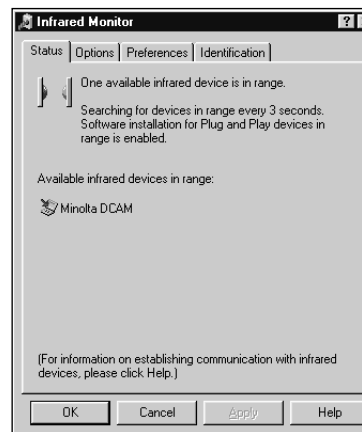 Infrared Monitor
Status Options Preferences Identification
One available infrared device is in range.
Searching for devices in range every 3 seconds.
Software installation for Plug and Play devices in
range is enabled.
Available infrared devices in range:
Minolta DCAM
(For information on establishing communication with infrared
devices, please click Help.)
OK Cancel Apply Help